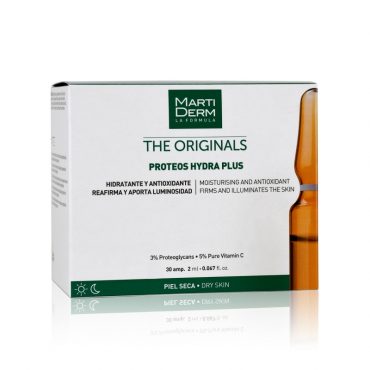 MARTI
DERM
LA FORMULA
THE ORIGINALS
PROTEOS HYDRA PLUS
HIDRATANTE Y ANTIOXIDANTE
REAFIRMA Y APORTA LUMINOSIDAD
MOISTURISING AND ANTIOXIDANT
FIRMS AND ILLUMINATES THE SKIN
3% Proteoglycans • 5% Pure Vitamin C
30 amp. 2 ml - 0.067 fl. oz.
PIEL SECA • DRY SKIN